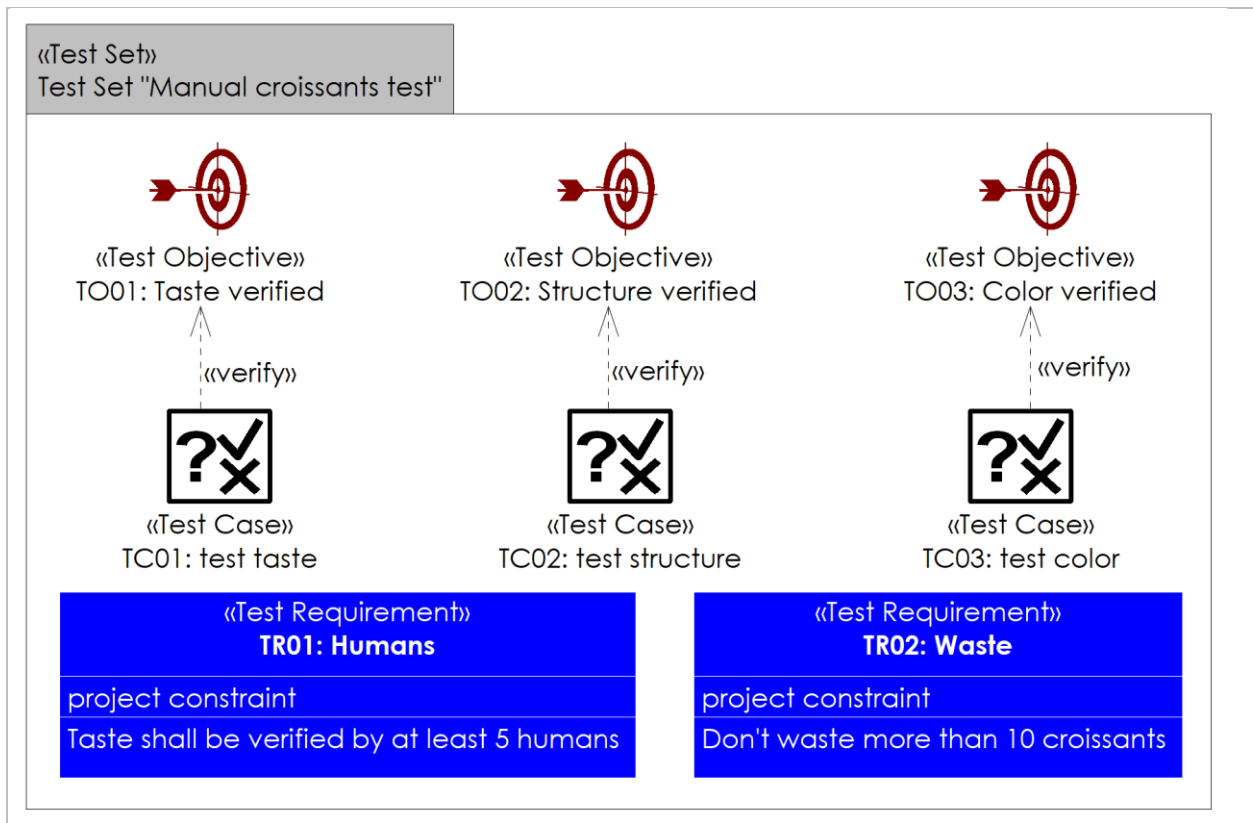 «Test Set»
Test Set "Manual croissants test"
«Test Objective»
TO01: Taste verified
«Test Objective»
TO02: Structure verified
«Test Objective»
TO03: Color verified
«verify»
«verify»
«verify»
«Test Case»
TC01: test taste
«Test Case»
TC02: test structure
«Test Case»
TC03: test color
«Test Requirement»
TR01: Humans
project constraint
Taste shall be verified by at least 5 humans
«Test Requirement»
TR02: Waste
project constraint
Don't waste more than 10 croissants